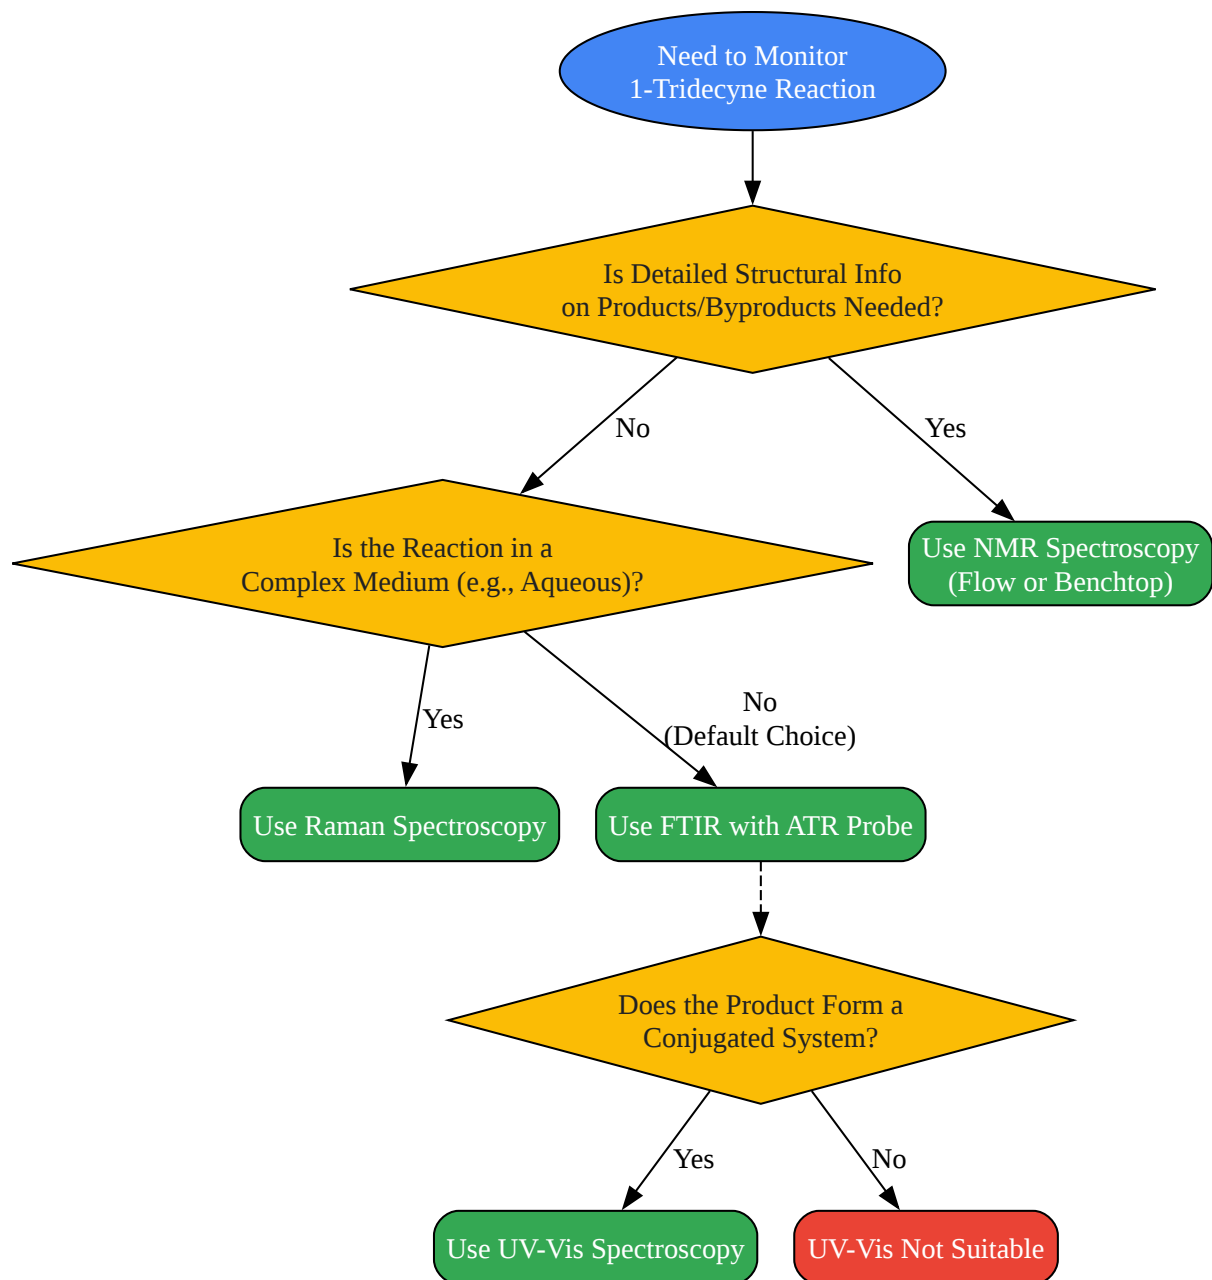 Need to Monitor
1-Tridecyne Reaction
Is Detailed Structural Info
on Products/Byproducts Needed?
No
Yes
Is the Reaction in a
Complex Medium (e.g., Aqueous)?
Use NMR Spectroscopy
(Flow or Benchtop)
Yes
No
(Default Choice)
Use Raman Spectroscopy
Use FTIR with ATR Probe
Does the Product Form a
Conjugated System?
Yes
No
Use UV-Vis Spectroscopy
UV-Vis Not Suitable